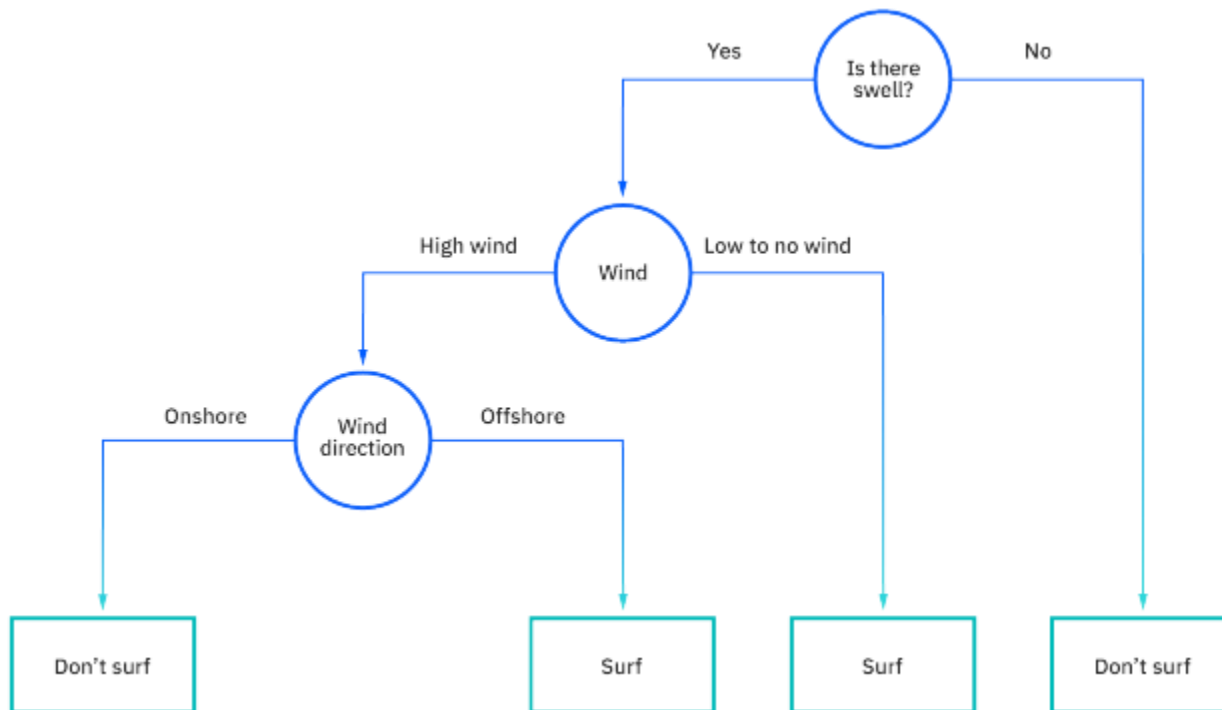 Yes
Is there
swell?
No
High wind
Wind
Low to no wind
Onshore
Wind
direction
Offshore
Don’t surf
Surf
Surf
Don’t surf